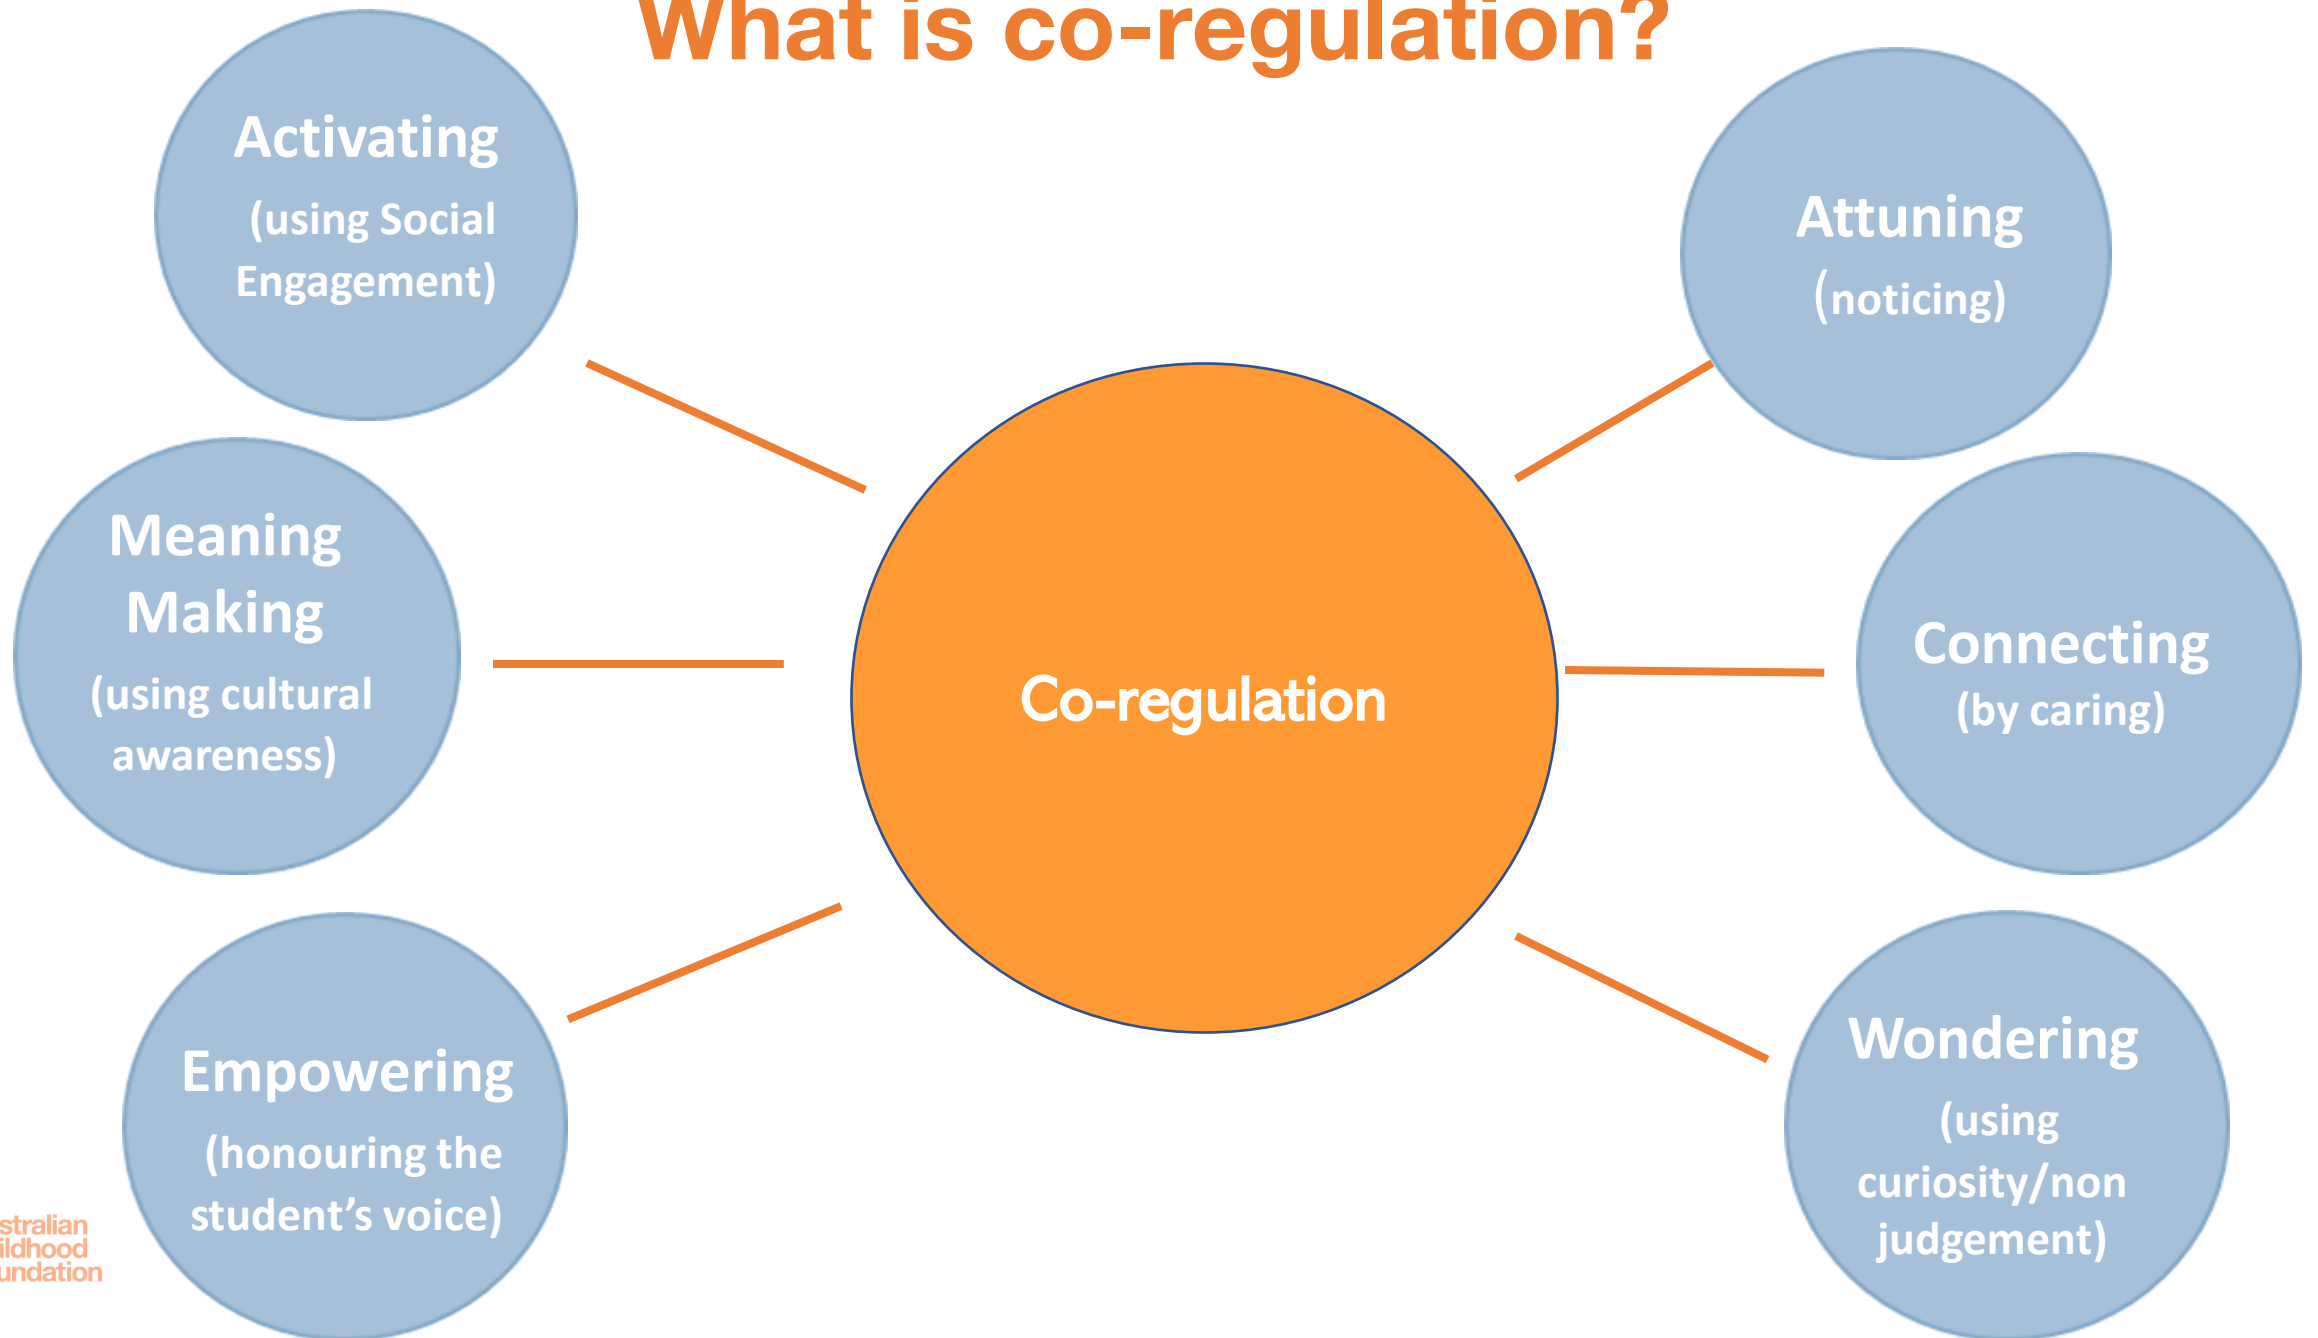 What is co-regulation?
Activating
(using Social
Engagement)
Attuning
(noticing)
Meaning
Making
(using cultural
awareness)
Co-regulation
Connecting
(by caring)
Empowering
(honouring the
student's voice)
Wondering
(using
curiosity/non
judgement)
stralian
ildhood
undation